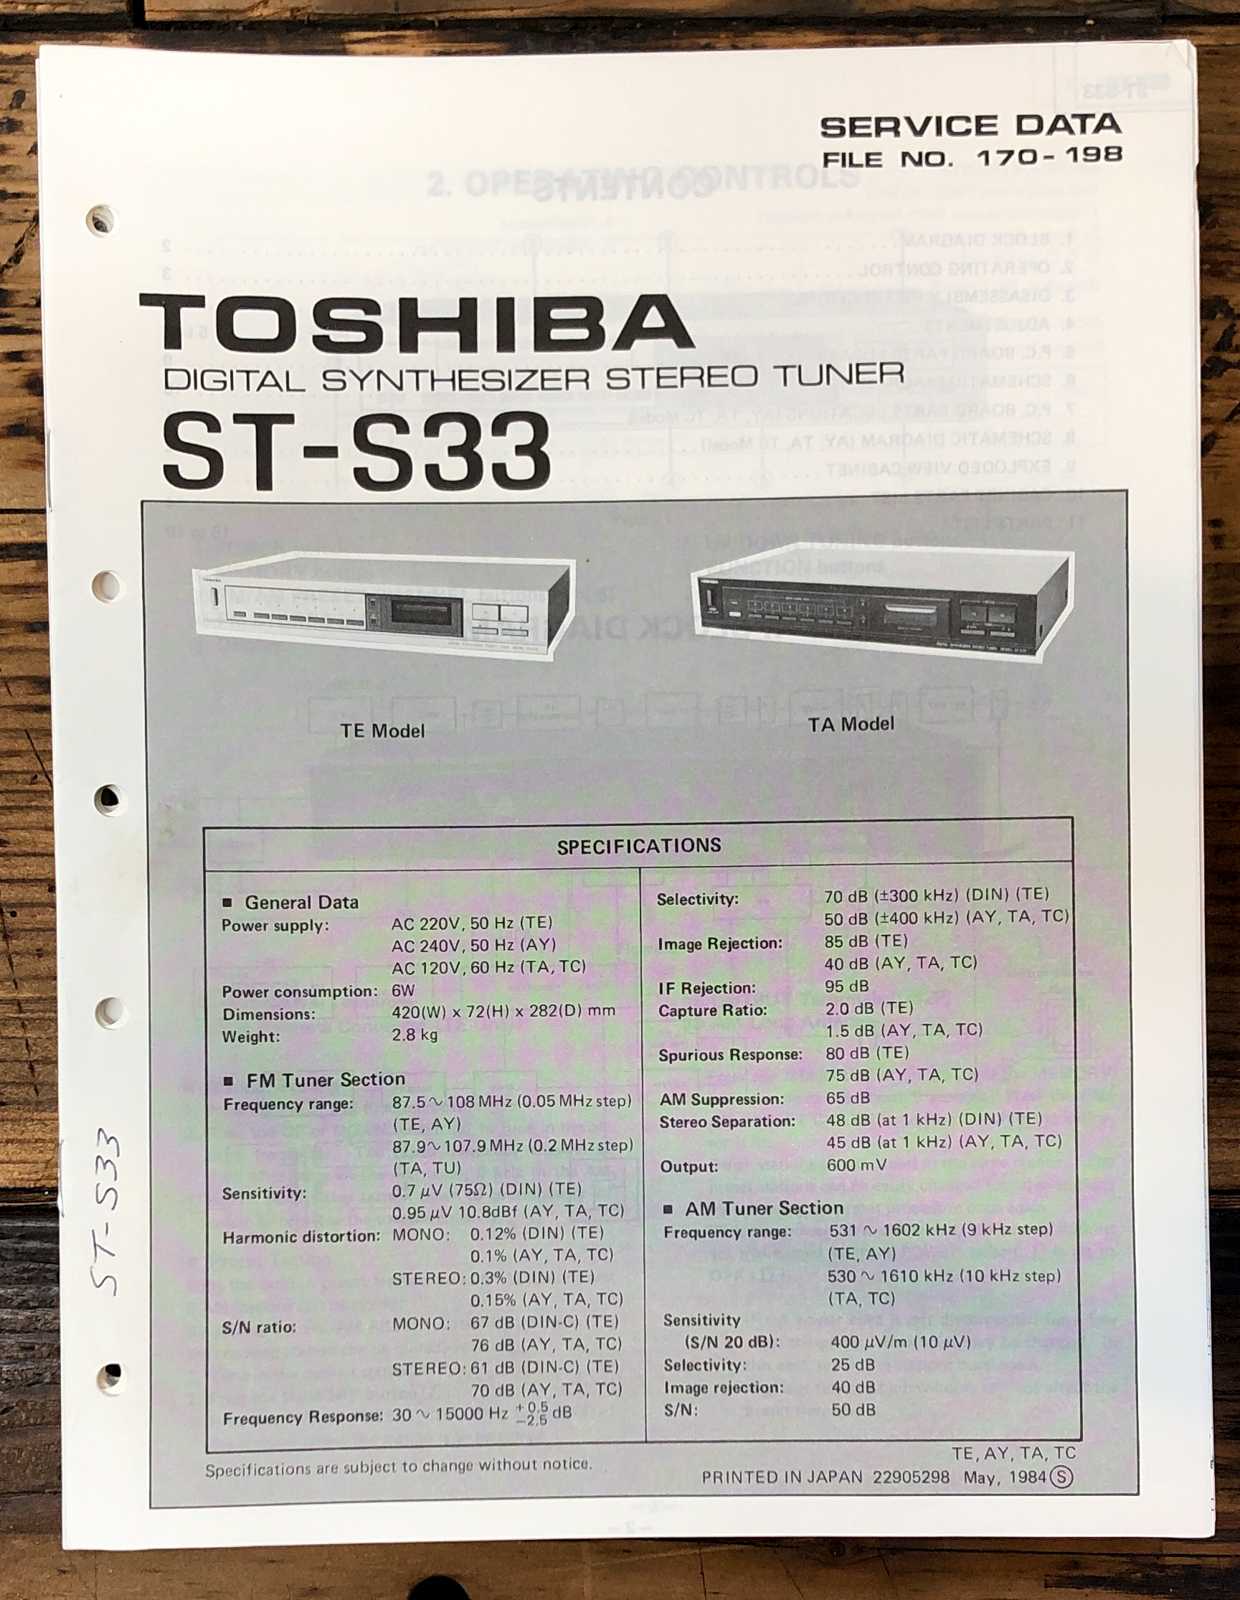 SERVICE DATA
FILE NO. 170-198
TOSHIBA
DIGITAL SYNTHESIZER STEREO TUNER
ST-S33
TE Model
TA Model
SPECIFICATIONS
■ General Data
Power supply: AC 220V, 50 Hz (TE)
AC 240V, 50 Hz (AY)
AC 120V, 60 Hz (TA, TC)
Power consumption: 6W
Dimensions: 420(W) x 72(H) x 282(D) mm
Weight: 2.8 kg
■ FM Tuner Section
Frequency range: 87.5 ~ 108 MHz (0.05 MHz step)
(TE, AY)
87.9 ~ 107.9 MHz (0.2 MHz step)
(TA, TU)
Sensitivity: 0.7 µV (75Ω) (DIN) (TE)
0.95 µV 10.8dBf (AY, TA, TC)
Harmonic distortion: MONO: 0.12% (DIN) (TE)
0.1% (AY, TA, TC)
STEREO: 0.3% (DIN) (TE)
0.15% (AY, TA, TC)
S/N ratio: MONO: 67 dB (DIN-C) (TE)
76 dB (AY, TA, TC)
STEREO: 61 dB (DIN-C) (TE)
70 dB (AY, TA, TC)
Frequency Response: 30 ~ 15000 Hz +0.5 −2.5 dB
Selectivity: 70 dB (±300 kHz) (DIN) (TE)
50 dB (±400 kHz) (AY, TA, TC)
Image Rejection: 85 dB (TE)
40 dB (AY, TA, TC)
IF Rejection: 95 dB
Capture Ratio: 2.0 dB (TE)
1.5 dB (AY, TA, TC)
Spurious Response: 80 dB (TE)
75 dB (AY, TA, TC)
AM Suppression: 65 dB
Stereo Separation: 48 dB (at 1 kHz) (DIN) (TE)
45 dB (at 1 kHz) (AY, TA, TC)
Output: 600 mV
■ AM Tuner Section
Frequency range: 531 ~ 1602 kHz (9 kHz step)
(TE, AY)
530 ~ 1610 kHz (10 kHz step)
(TA, TC)
Sensitivity
(S/N 20 dB): 400 µV/m (10 µV)
Selectivity: 25 dB
Image rejection: 40 dB
S/N: 50 dB
Specifications are subject to change without notice.
TE, AY, TA, TC
PRINTED IN JAPAN 22905298 May, 1984 Ⓢ
ST-S33